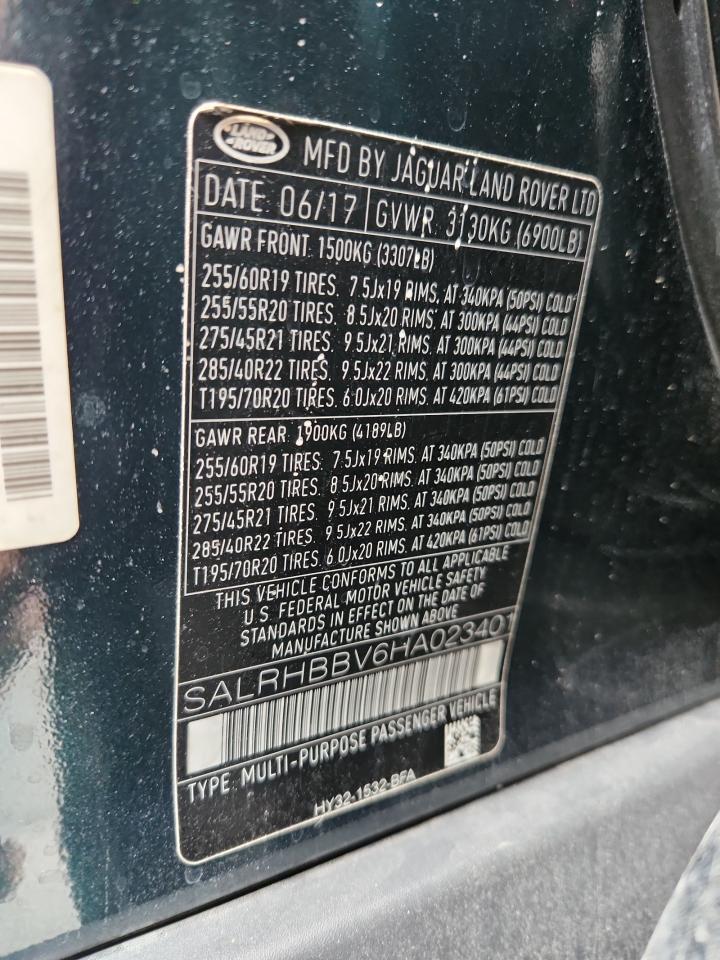 LAND ROVER
MFD BY JAGUAR LAND ROVER LTD
DATE 06/17 GVWR 3130KG (6900LB)
GAWR FRONT 1500KG (3307LB)
255/60R19 TIRES. 7.5Jx19 RIMS. AT 340KPA (50PSI) COLD
255/55R20 TIRES. 8.5Jx20 RIMS. AT 300KPA (44PSI) COLD
275/45R21 TIRES. 9.5Jx21 RIMS. AT 300KPA (44PSI) COLD
285/40R22 TIRES. 9.5Jx22 RIMS. AT 300KPA (44PSI) COLD
T195/70R20 TIRES. 6.0Jx20 RIMS. AT 420KPA (61PSI) COLD
GAWR REAR 1900KG (4189LB)
255/60R19 TIRES. 7.5Jx19 RIMS. AT 340KPA (50PSI) COLD
255/55R20 TIRES. 8.5Jx20 RIMS. AT 340KPA (50PSI) COLD
275/45R21 TIRES. 9.5Jx21 RIMS. AT 340KPA (50PSI) COLD
285/40R22 TIRES. 9.5Jx22 RIMS. AT 340KPA (50PSI) COLD
T195/70R20 TIRES. 6.0Jx20 RIMS. AT 420KPA (61PSI) COLD
THIS VEHICLE CONFORMS TO ALL APPLICABLE
U.S. FEDERAL MOTOR VEHICLE SAFETY
STANDARDS IN EFFECT ON THE DATE OF
MANUFACTURE SHOWN ABOVE
SALRHBBV6HA023401
TYPE: MULTI-PURPOSE PASSENGER VEHICLE
HY32-1532-BFA